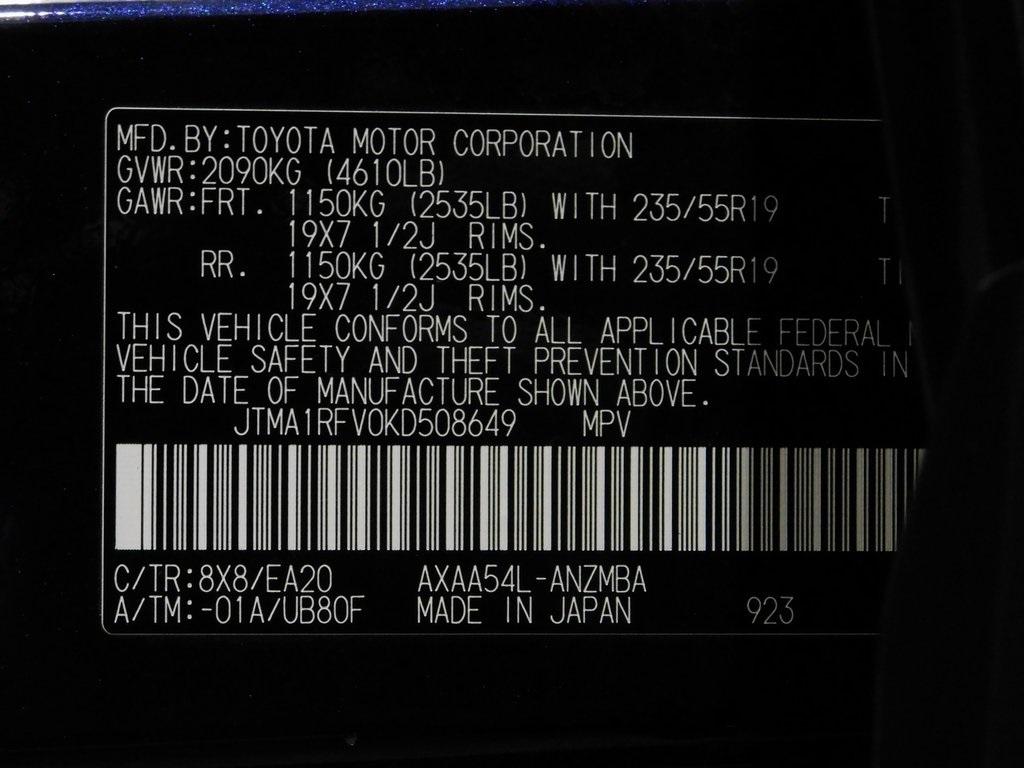 MFD.BY:TOYOTA MOTOR CORPORATION
GVWR:2090KG (4610LB)
GAWR:FRT. 1150KG (2535LB) WITH 235/55R19
19X7 1/2J RIMS.
RR. 1150KG (2535LB) WITH 235/55R19
19X7 1/2J RIMS.
THIS VEHICLE CONFORMS TO ALL APPLICABLE FEDERAL
VEHICLE SAFETY AND THEFT PREVENTION STANDARDS IN
THE DATE OF MANUFACTURE SHOWN ABOVE.
JTMA1RFV0KD508649 MPV
C/TR:8X8/EA20 AXAA54L-ANZMBA
A/TM:-01A/UB80F MADE IN JAPAN 923